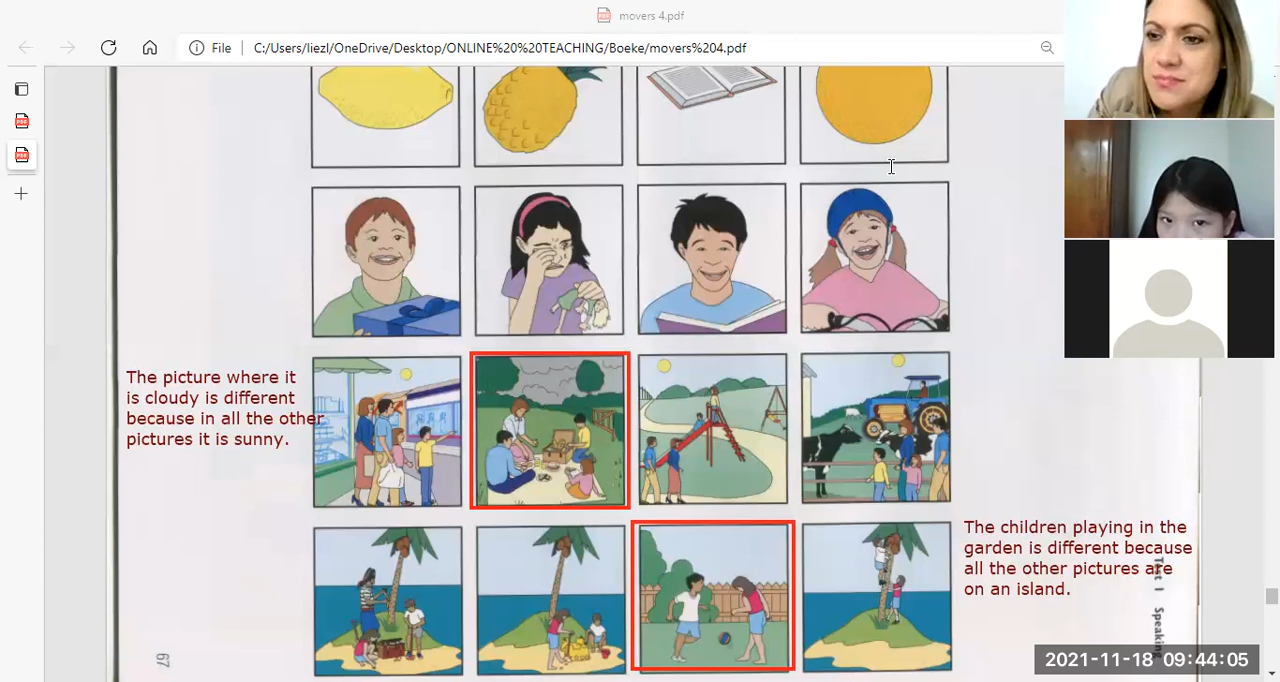 movers 4.pdf
File
C:/Users/liezl/OneDrive/Desktop/ONLINE%20%20TEACHING/Boeke/movers%204.pdf
The picture where it
is cloudy is different
because in all the other
pictures it is sunny.
The children playing in the
garden is different because
all the other pictures are
on an island.
Test 1 Speaking
67
2021-11-18 09:44:05